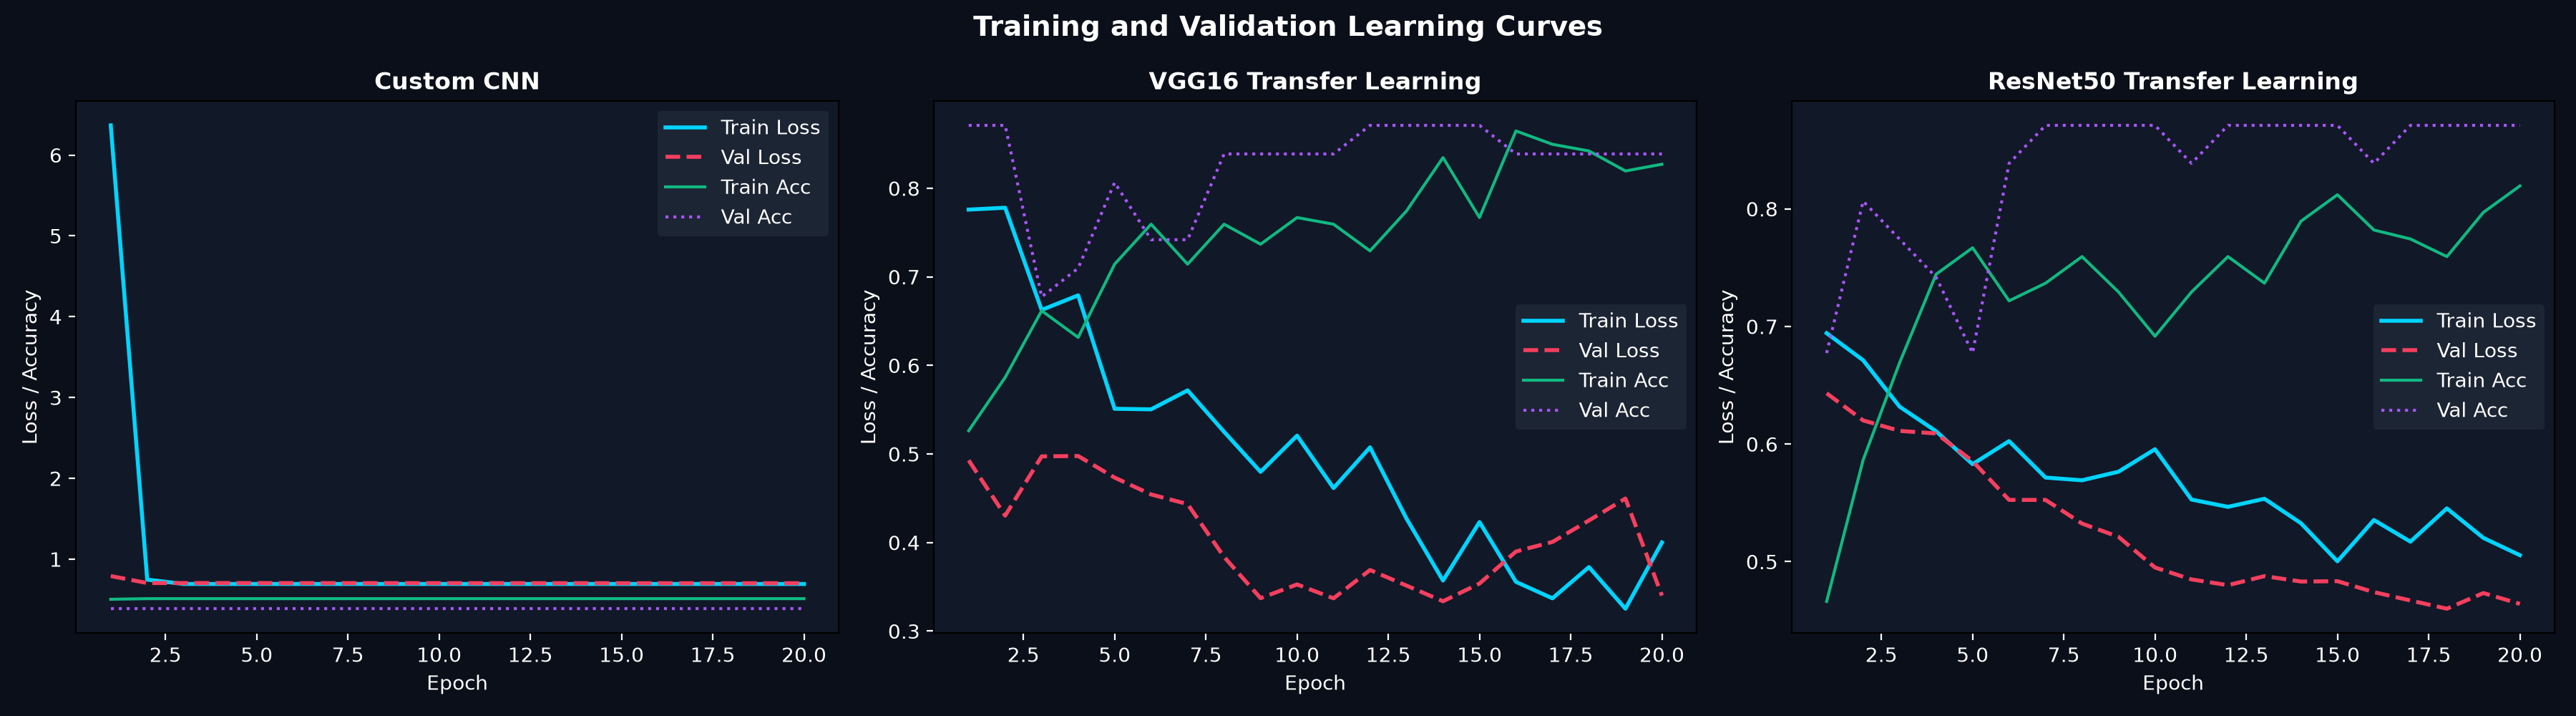 Training and Validation Learning Curves
Custom CNN
Loss / Accuracy
6
5
4
3
2
1
2.5 5.0 7.5 10.0 12.5 15.0 17.5 20.0
Epoch
Train Loss
Val Loss
Train Acc
Val Acc
VGG16 Transfer Learning
Loss / Accuracy
0.8
0.7
0.6
0.5
0.4
0.3
2.5 5.0 7.5 10.0 12.5 15.0 17.5 20.0
Epoch
Train Loss
Val Loss
Train Acc
Val Acc
ResNet50 Transfer Learning
Loss / Accuracy
0.8
0.7
0.6
0.5
2.5 5.0 7.5 10.0 12.5 15.0 17.5 20.0
Epoch
Train Loss
Val Loss
Train Acc
Val Acc